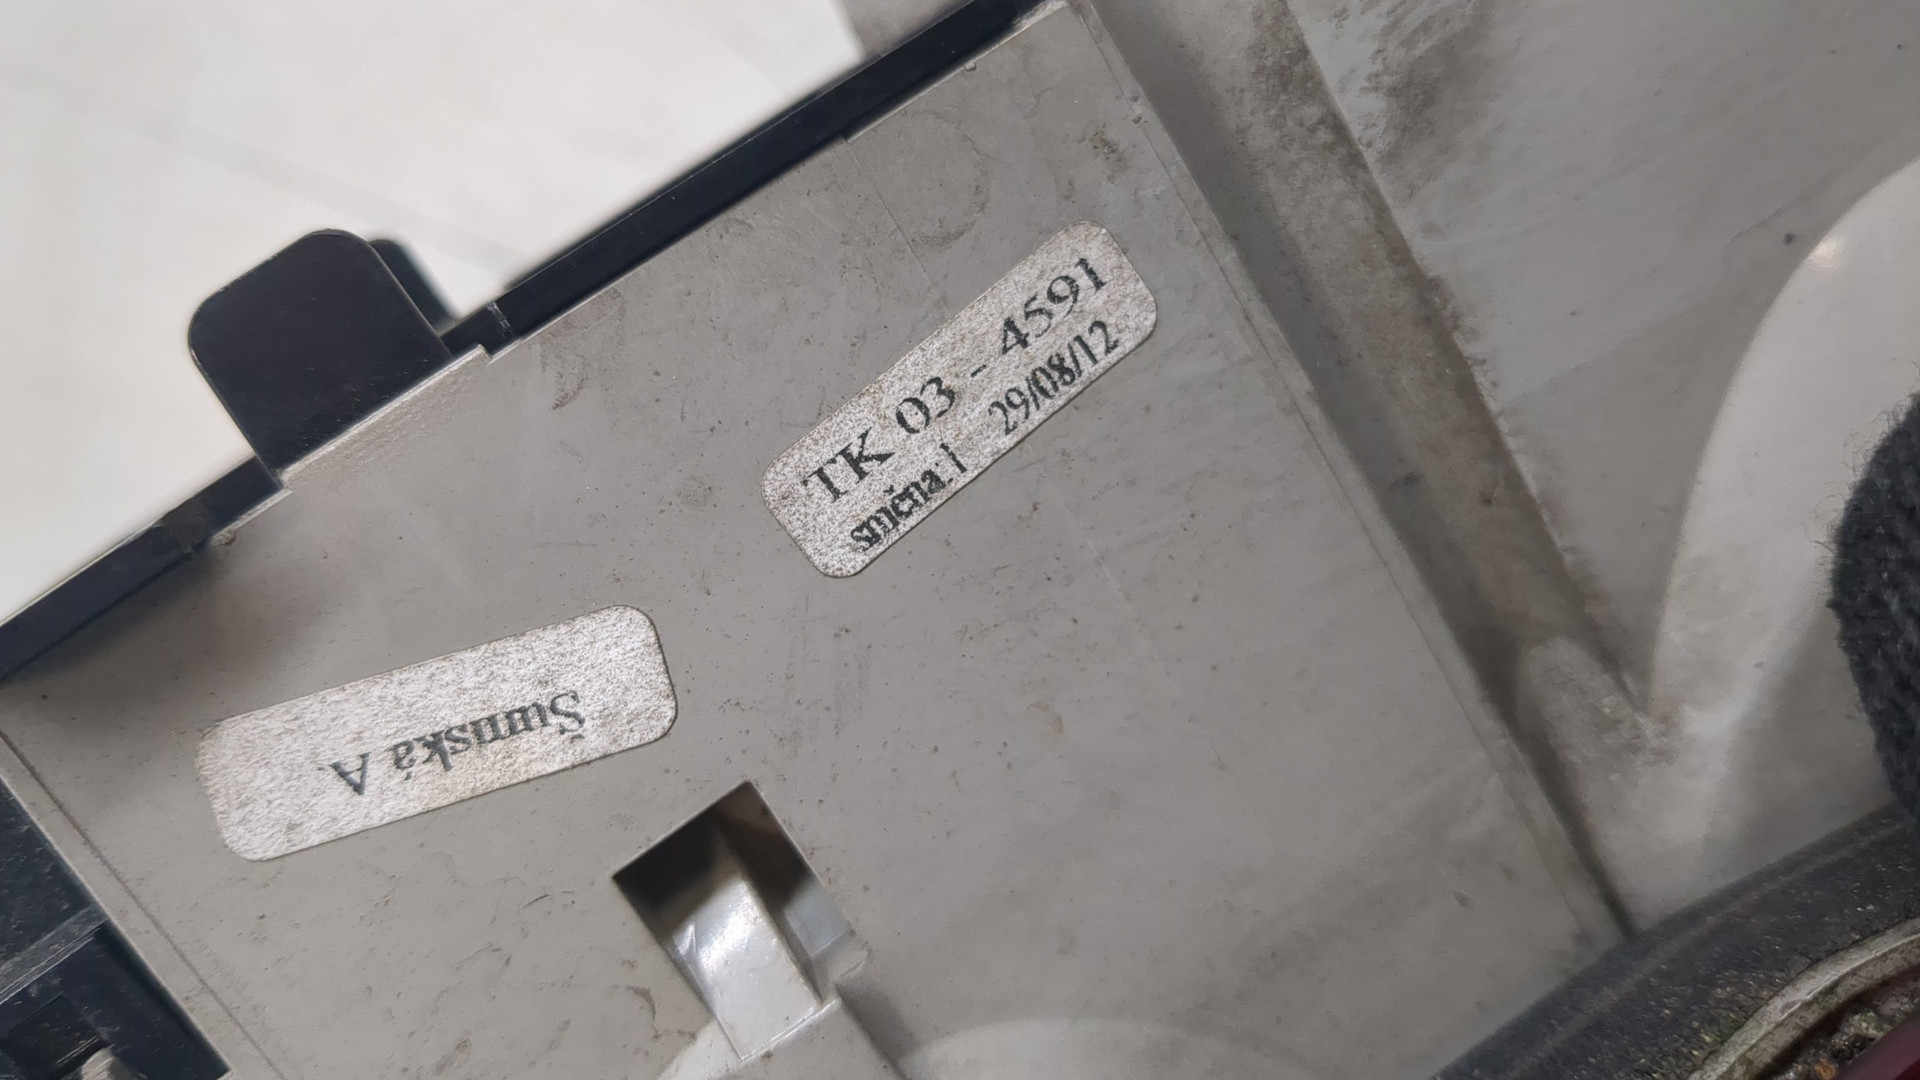 TK 03 - 4591
směna 1 29/08/12
Šumská A.